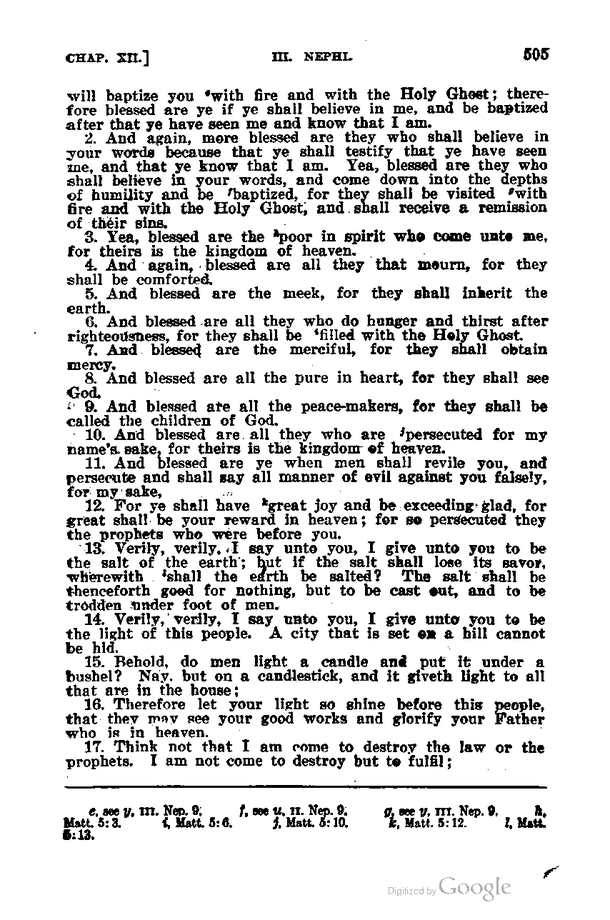 CHAP. XII.] III. NEPHI. 505
will baptize you ᵉwith fire and with the Holy Ghost; there-
fore blessed are ye if ye shall believe in me, and be baptized
after that ye have seen me and know that I am.
2. And again, more blessed are they who shall believe in
your words because that ye shall testify that ye have seen
me, and that ye know that I am. Yea, blessed are they who
shall believe in your words, and come down into the depths
of humility and be ᶠbaptized, for they shall be visited ᵍwith
fire and with the Holy Ghost, and shall receive a remission
of their sins.
3. Yea, blessed are the ʰpoor in spirit who come unto me,
for theirs is the kingdom of heaven.
4. And again, blessed are all they that mourn, for they
shall be comforted.
5. And blessed are the meek, for they shall inherit the
earth.
6. And blessed are all they who do hunger and thirst after
righteousness, for they shall be ⁱfilled with the Holy Ghost.
7. And blessed are the merciful, for they shall obtain
mercy.
8. And blessed are all the pure in heart, for they shall see
God.
9. And blessed are all the peace-makers, for they shall be
called the children of God.
10. And blessed are all they who are ʲpersecuted for my
name's sake, for theirs is the kingdom of heaven.
11. And blessed are ye when men shall revile you, and
persecute and shall say all manner of evil against you falsely,
for my sake,
12. For ye shall have ᵏgreat joy and be exceeding glad, for
great shall be your reward in heaven; for so persecuted they
the prophets who were before you.
13. Verily, verily, I say unto you, I give unto you to be
the salt of the earth; but if the salt shall lose its savor,
wherewith ˡshall the earth be salted? The salt shall be
thenceforth good for nothing, but to be cast out, and to be
trodden under foot of men.
14. Verily, verily, I say unto you, I give unto you to be
the light of this people. A city that is set on a hill cannot
be hid.
15. Behold, do men light a candle and put it under a
bushel? Nay, but on a candlestick, and it giveth light to all
that are in the house;
16. Therefore let your light so shine before this people,
that they may see your good works and glorify your Father
who is in heaven.
17. Think not that I am come to destroy the law or the
prophets. I am not come to destroy but to fulfil;
e, see y, III. Nep. 9. f, see u, II. Nep. 9. g, see y, III. Nep. 9. h,
Matt. 5:3. i, Matt. 5:6. j, Matt. 5:10. k, Matt. 5:12. l, Matt.
5:13.
Digitized by Google